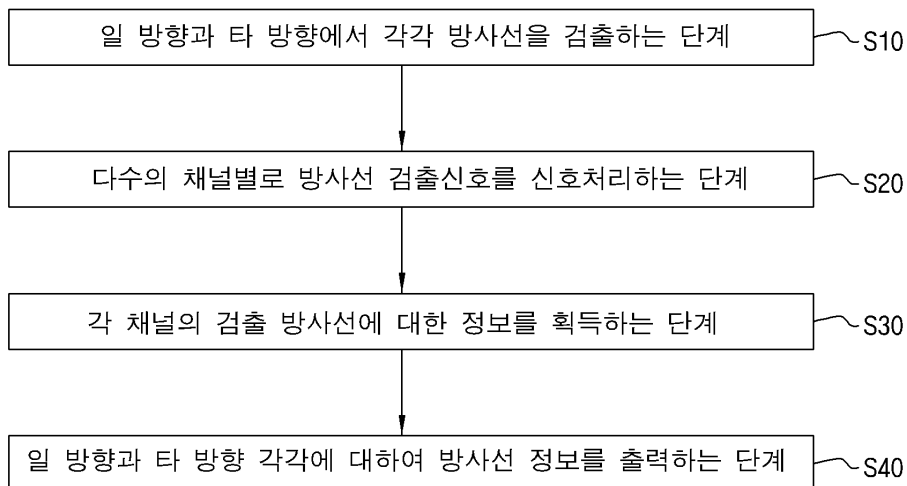 일 방향과 타 방향에서 각각 방사선을 검출하는 단계
S10
다수의 채널별로 방사선 검출신호를 신호처리하는 단계
S20
각 채널의 검출 방사선에 대한 정보를 획득하는 단계
S30
일 방향과 타 방향 각각에 대하여 방사선 정보를 출력하는 단계
S40